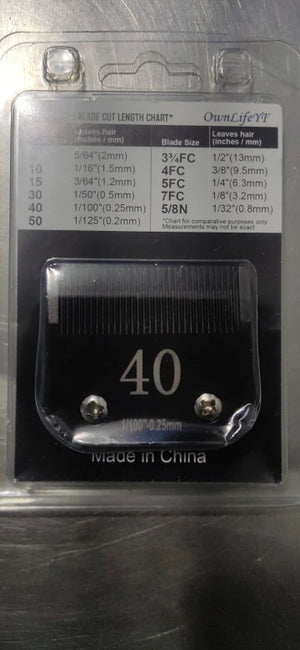 BLADE CUT LENGTH CHART*
OwnLifeYF
Leaves hair
(inches / mm)
5/64"(2mm)
10 1/16"(1.5mm)
15 3/64"(1.2mm)
30 1/50"(0.5mm)
40 1/100"(0.25mm)
50 1/125"(0.2mm)
Blade Size Leaves hair
(inches / mm)
3¾FC 1/2"(13mm)
4FC 3/8"(9.5mm)
5FC 1/4"(6.3mm)
7FC 1/8"(3.2mm)
5/8N 1/32"(0.8mm)
*Chart for comparative purposes only
Measurements may not be exact
40
1/100"-0.25mm
Made in China